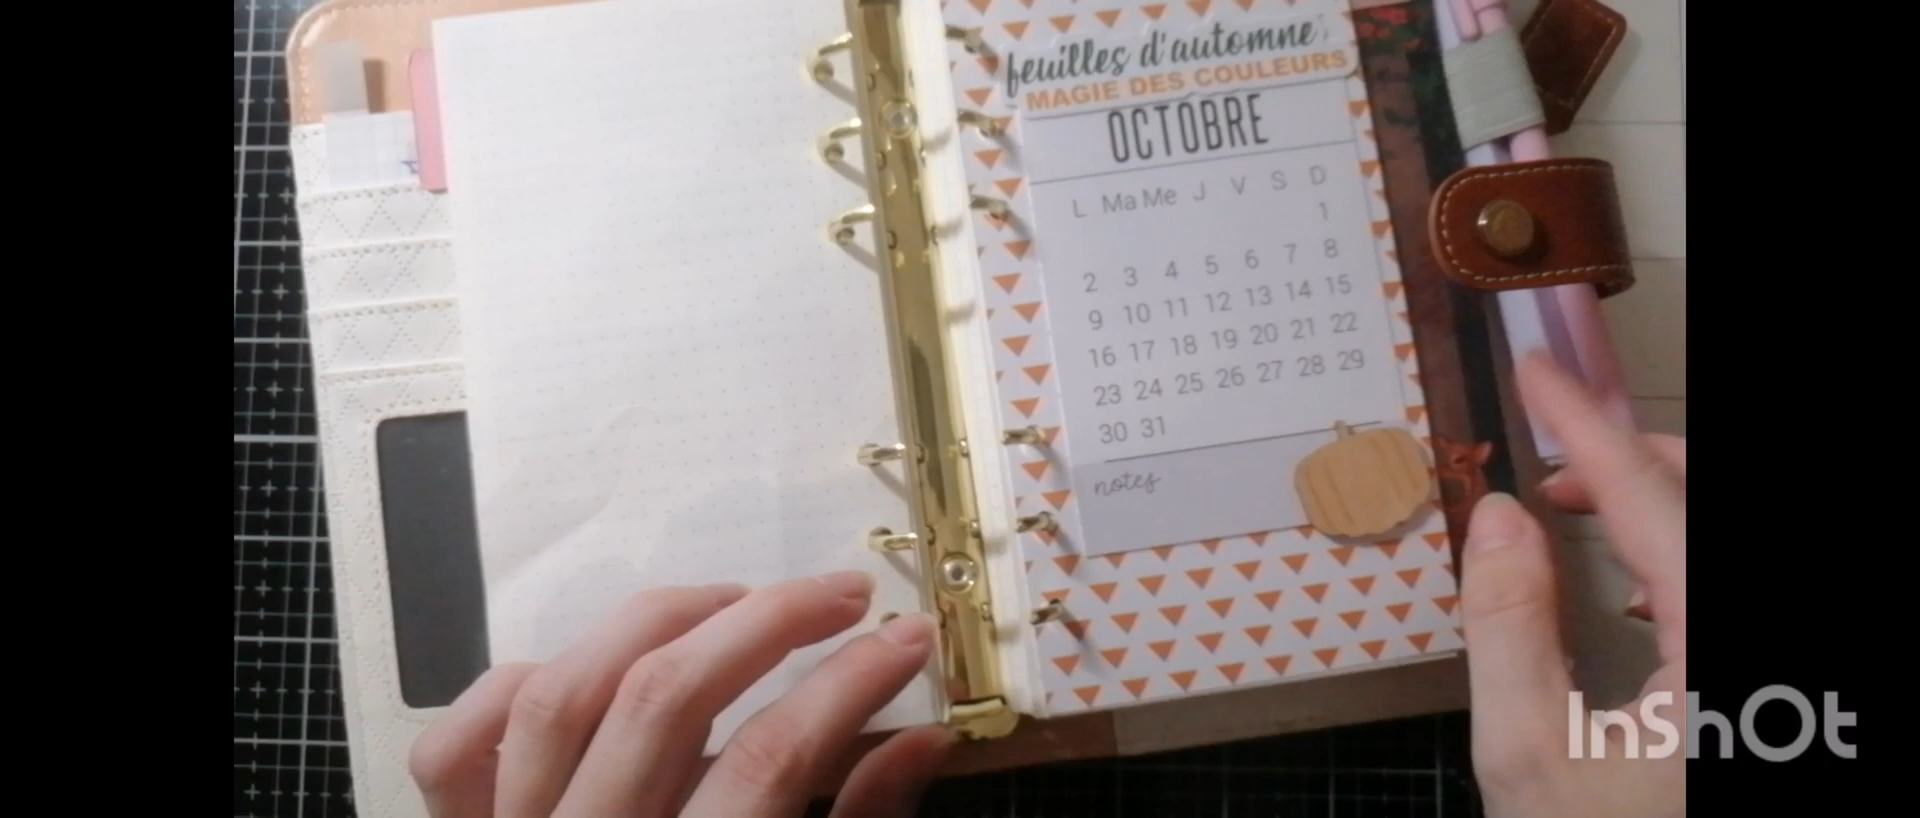 feuilles d'automne
MAGIE DES COULEURS
OCTOBRE
L Ma Me J V S D
1
2 3 4 5 6 7 8
9 10 11 12 13 14 15
16 17 18 19 20 21 22
23 24 25 26 27 28 29
30 31
notes
InShOt